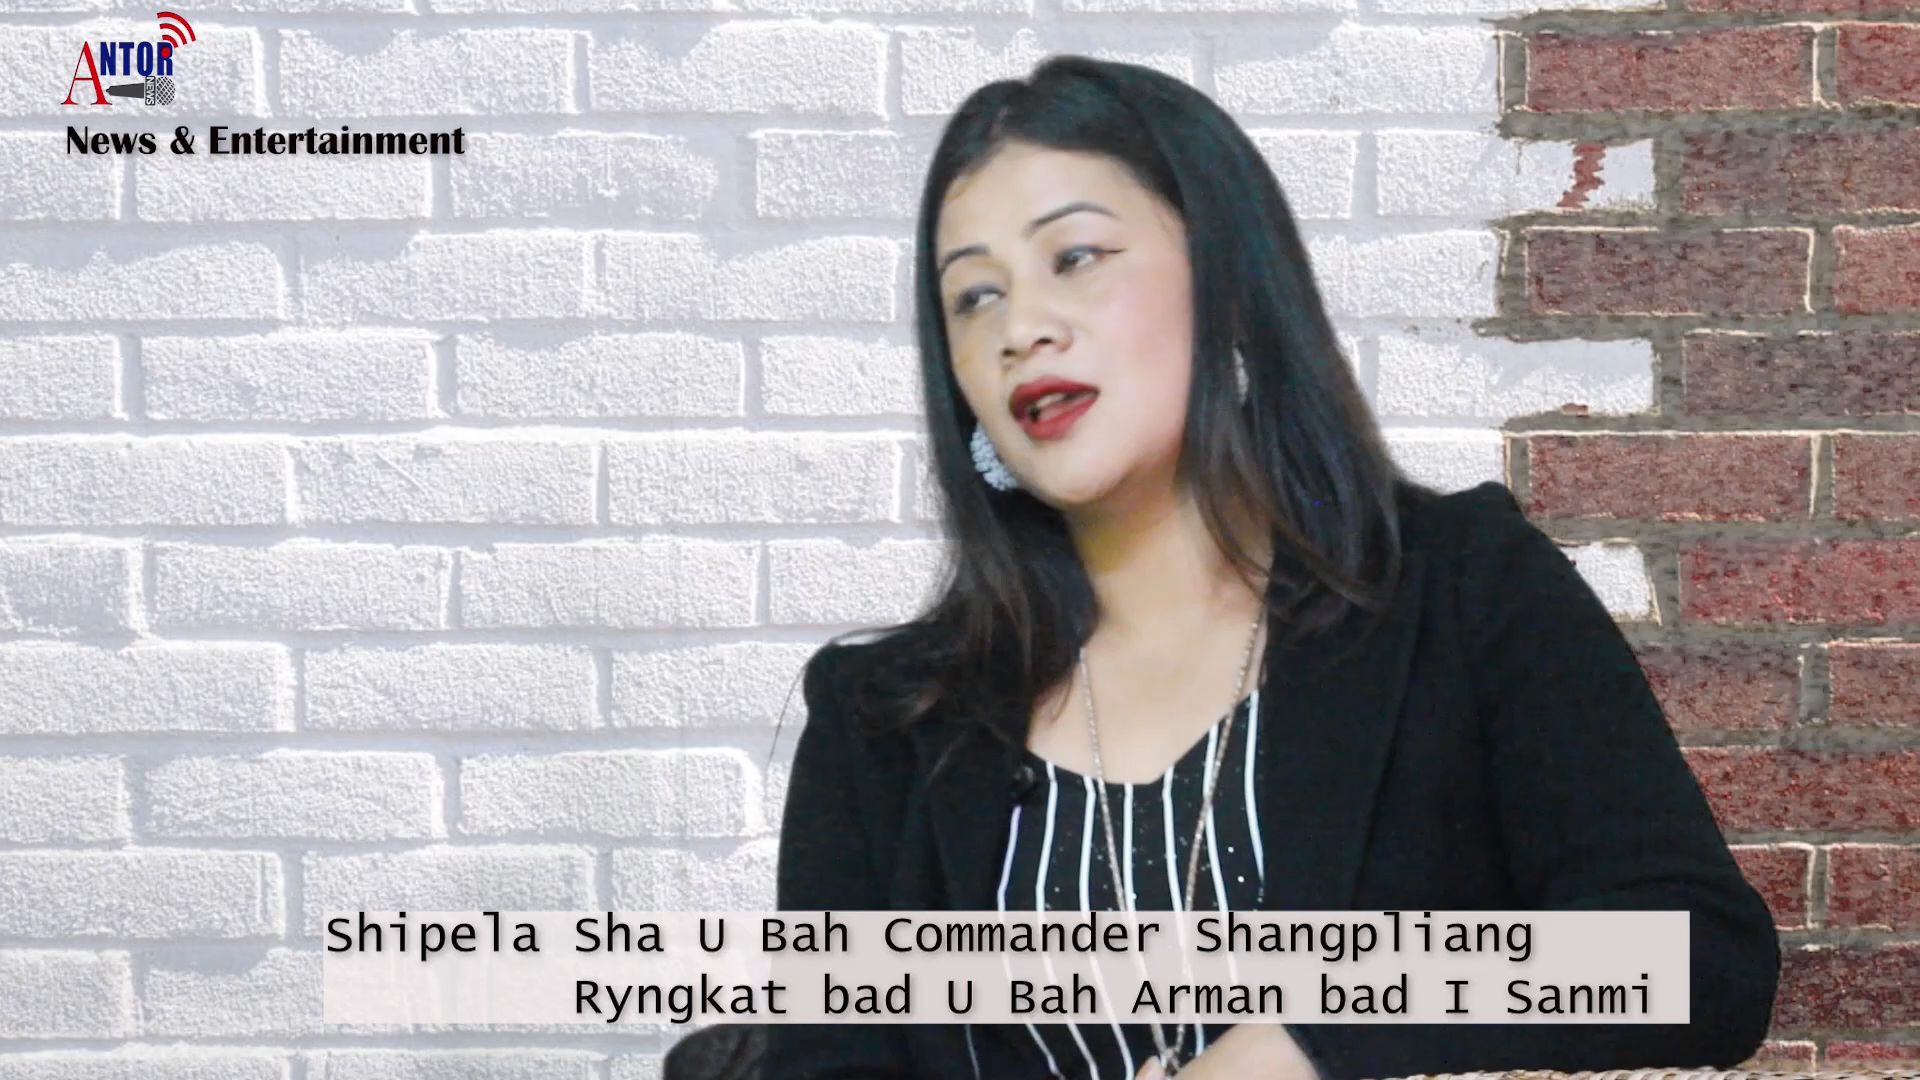 ANTOR
NEWS
News & Entertainment
Shipela Sha U Bah Commander Shangpliang
Ryngkat bad U Bah Arman bad I Sanmi